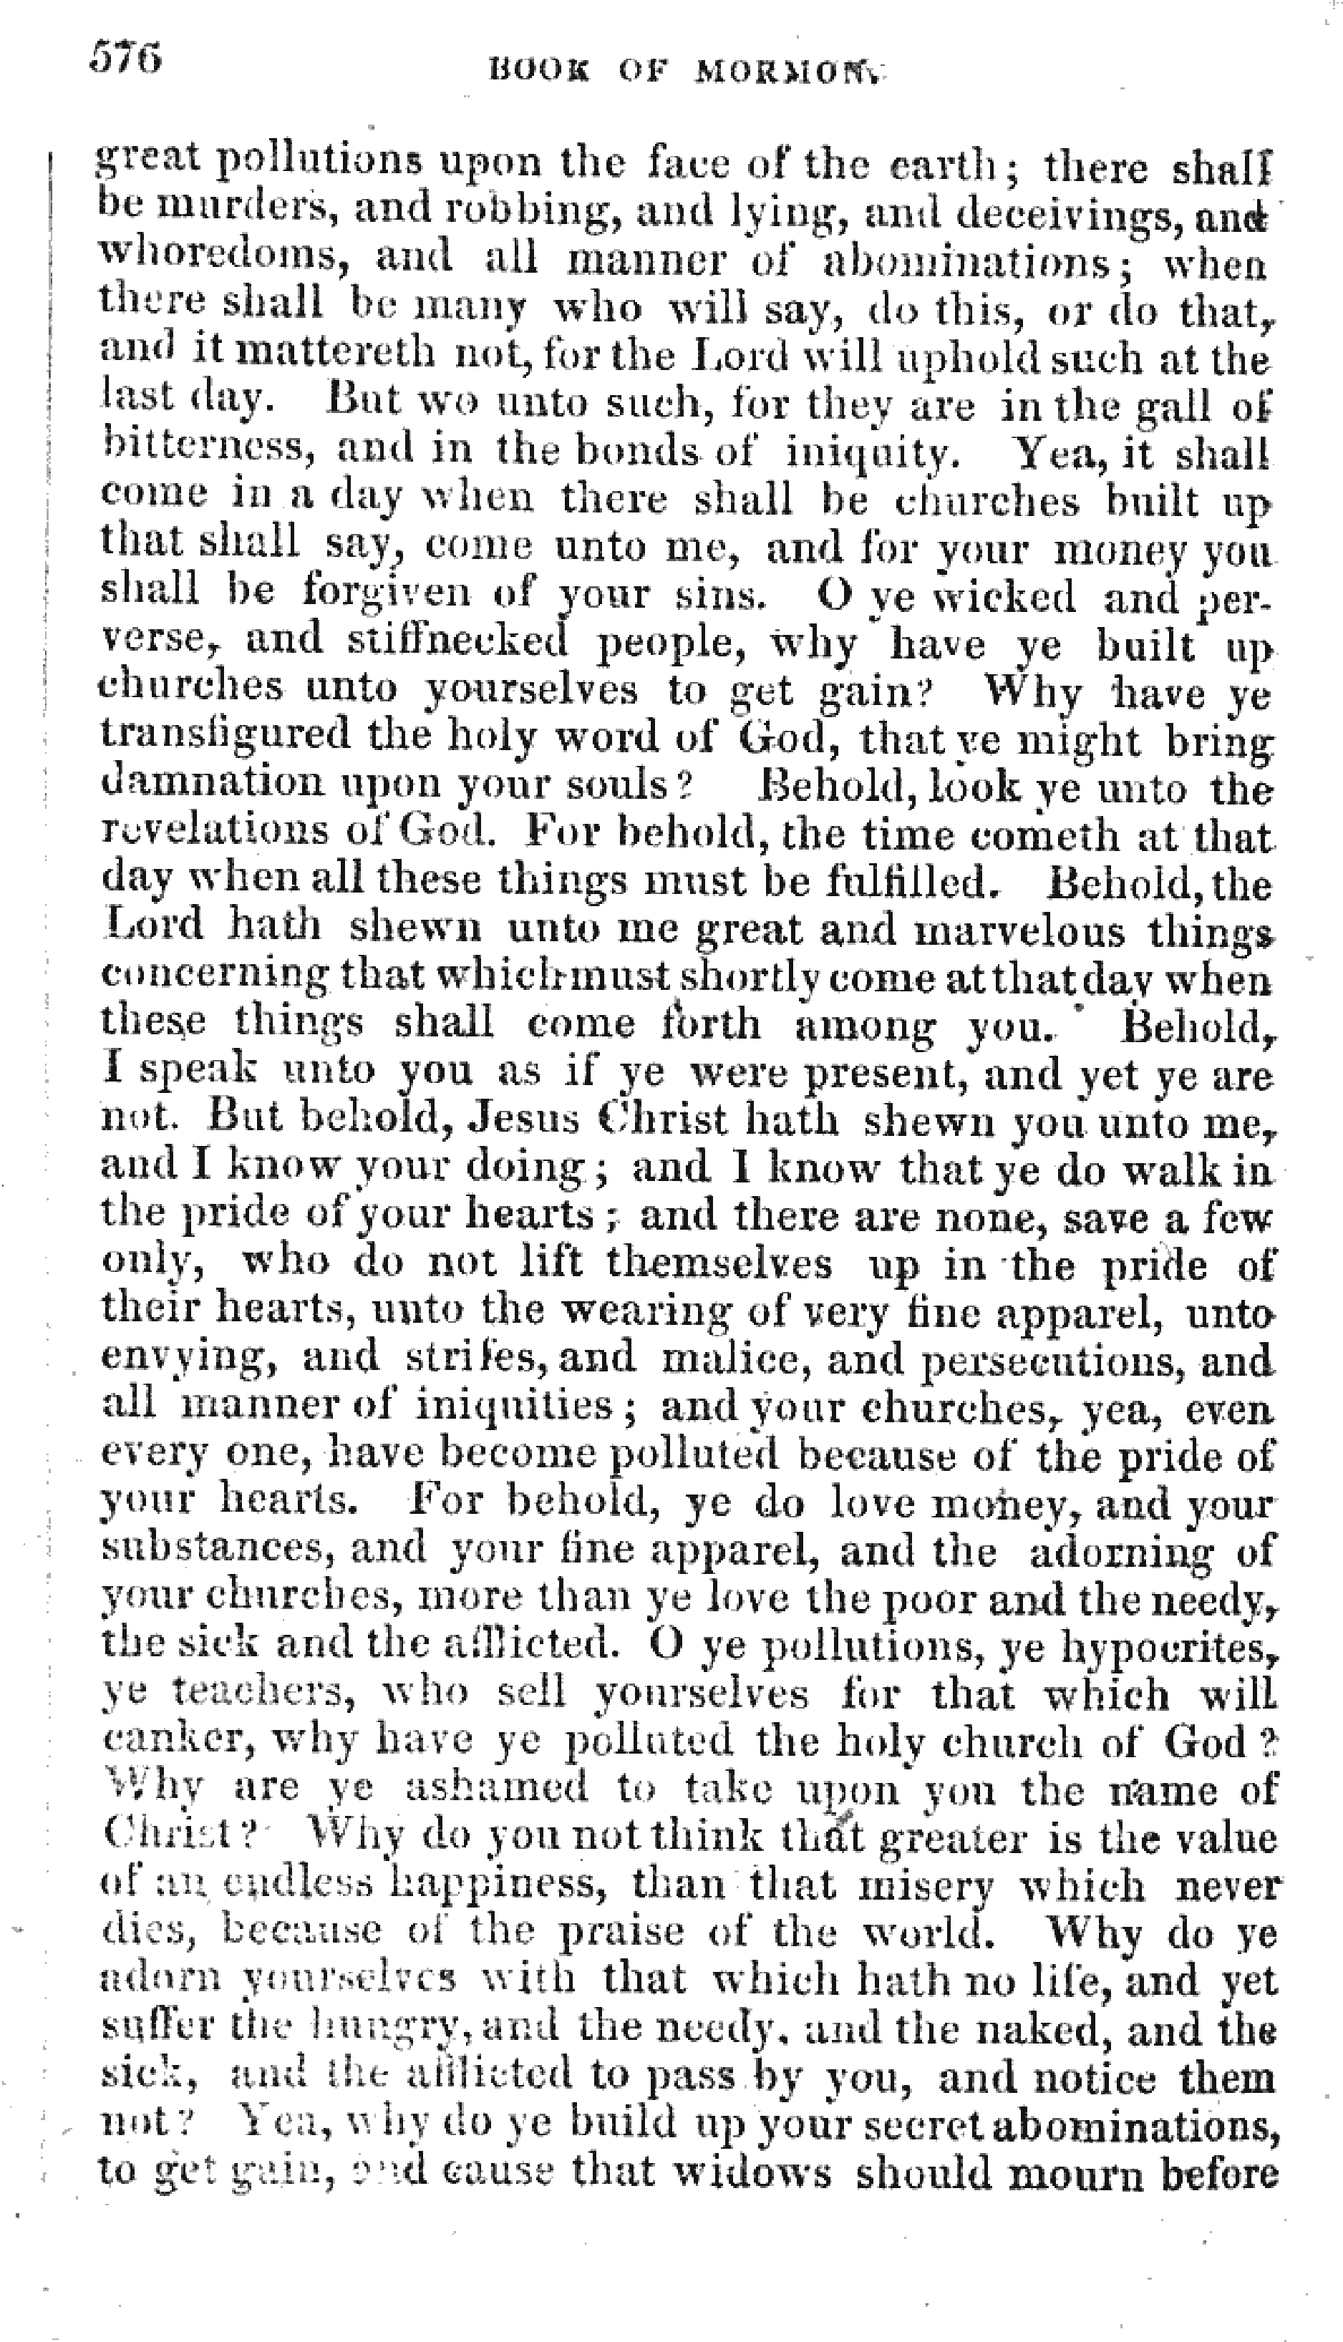 576
BOOK OF MORMON.
great pollutions upon the face of the earth; there shall
be murders, and robbing, and lying, and deceivings, and
whoredoms, and all manner of abominations; when
there shall be many who will say, do this, or do that,
and it mattereth not, for the Lord will uphold such at the
last day. But wo unto such, for they are in the gall of
bitterness, and in the bonds of iniquity. Yea, it shall
come in a day when there shall be churches built up
that shall say, come unto me, and for your money you
shall be forgiven of your sins. O ye wicked and per-
verse, and stiffnecked people, why have ye built up
churches unto yourselves to get gain? Why have ye
transfigured the holy word of God, that ye might bring
damnation upon your souls? Behold, look ye unto the
revelations of God. For behold, the time cometh at that
day when all these things must be fulfilled. Behold, the
Lord hath shewn unto me great and marvelous things
concerning that which must shortly come at that day when
these things shall come forth among you. Behold,
I speak unto you as if ye were present, and yet ye are
not. But behold, Jesus Christ hath shewn you unto me,
and I know your doing; and I know that ye do walk in
the pride of your hearts; and there are none, save a few
only, who do not lift themselves up in the pride of
their hearts, unto the wearing of very fine apparel, unto
envying, and strifes, and malice, and persecutions, and
all manner of iniquities; and your churches, yea, even
every one, have become polluted because of the pride of
your hearts. For behold, ye do love money, and your
substances, and your fine apparel, and the adorning of
your churches, more than ye love the poor and the needy,
the sick and the afflicted. O ye pollutions, ye hypocrites,
ye teachers, who sell yourselves for that which will
canker, why have ye polluted the holy church of God?
Why are ye ashamed to take upon you the name of
Christ? Why do you not think that greater is the value
of an endless happiness, than that misery which never
dies, because of the praise of the world. Why do ye
adorn yourselves with that which hath no life, and yet
suffer the hungry, and the needy, and the naked, and the
sick, and the afflicted to pass by you, and notice them
not? Yea, why do ye build up your secret abominations,
to get gain, and cause that widows should mourn before